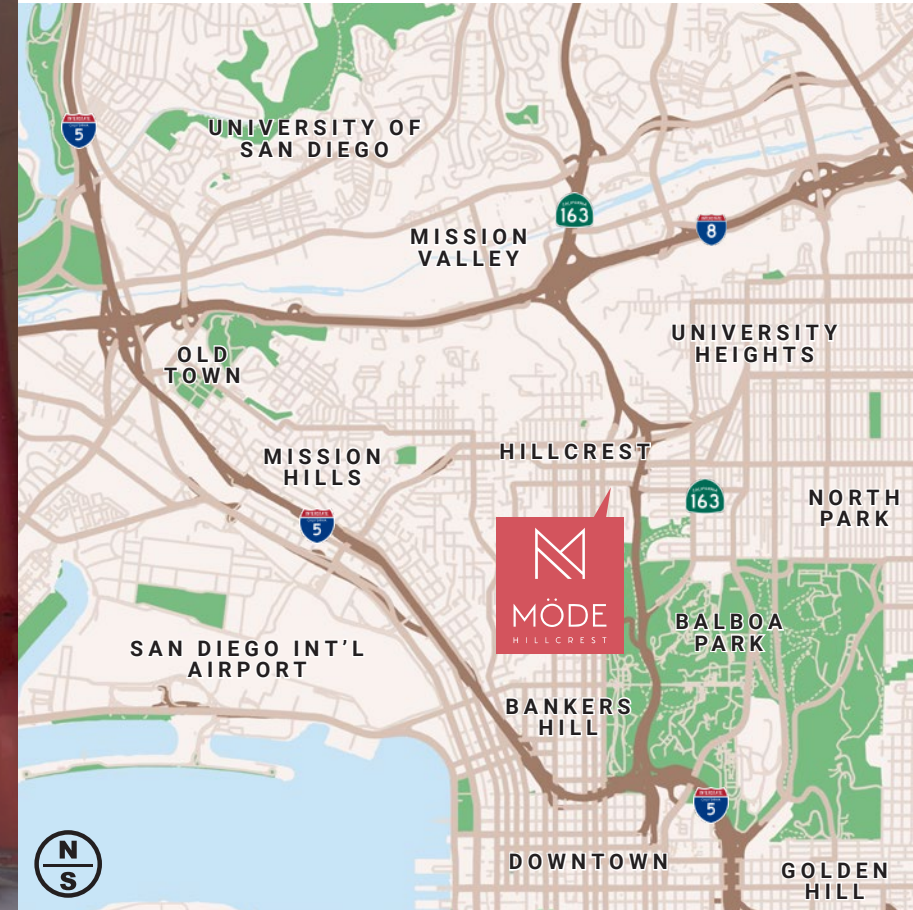 UNIVERSITY OF
SAN DIEGO
5
163
8
MISSION
VALLEY
UNIVERSITY
HEIGHTS
OLD
TOWN
HILLCREST
MISSION
HILLS
163
NORTH
PARK
5
MÖDE
HILLCREST
BALBOA
PARK
SAN DIEGO INT'L
AIRPORT
BANKERS
HILL
5
DOWNTOWN
GOLDEN
HILL
N
S